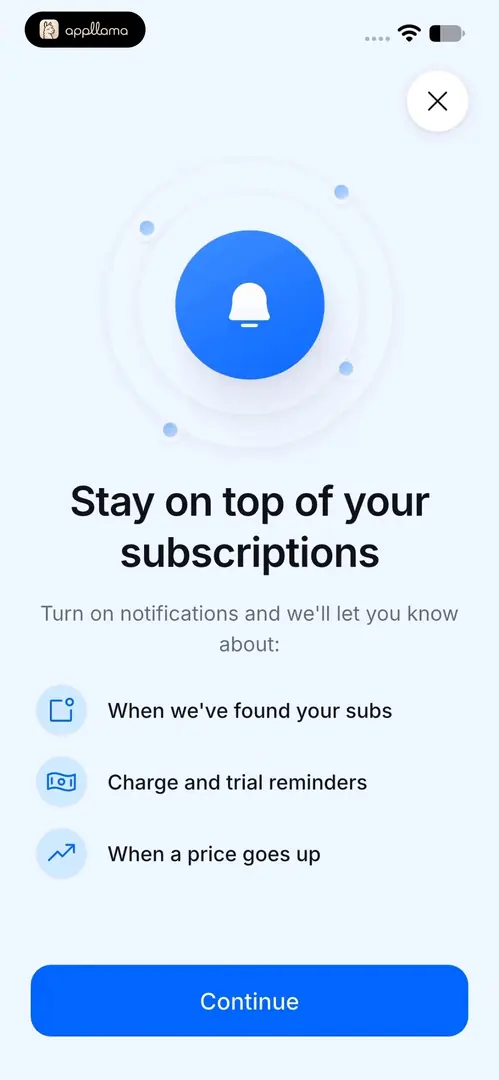 appllama
Stay on top of your
subscriptions
Turn on notifications and we'll let you know
about:
When we've found your subs
Charge and trial reminders
When a price goes up
Continue